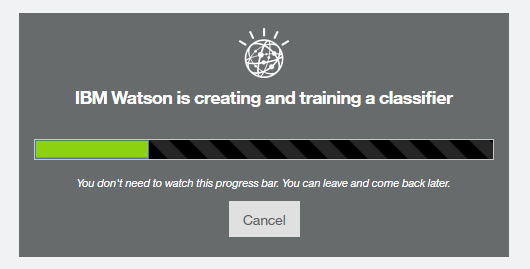 IBM Watson is creating and training a classifier
You don't need to watch this progress bar. You can leave and come back later.
Cancel